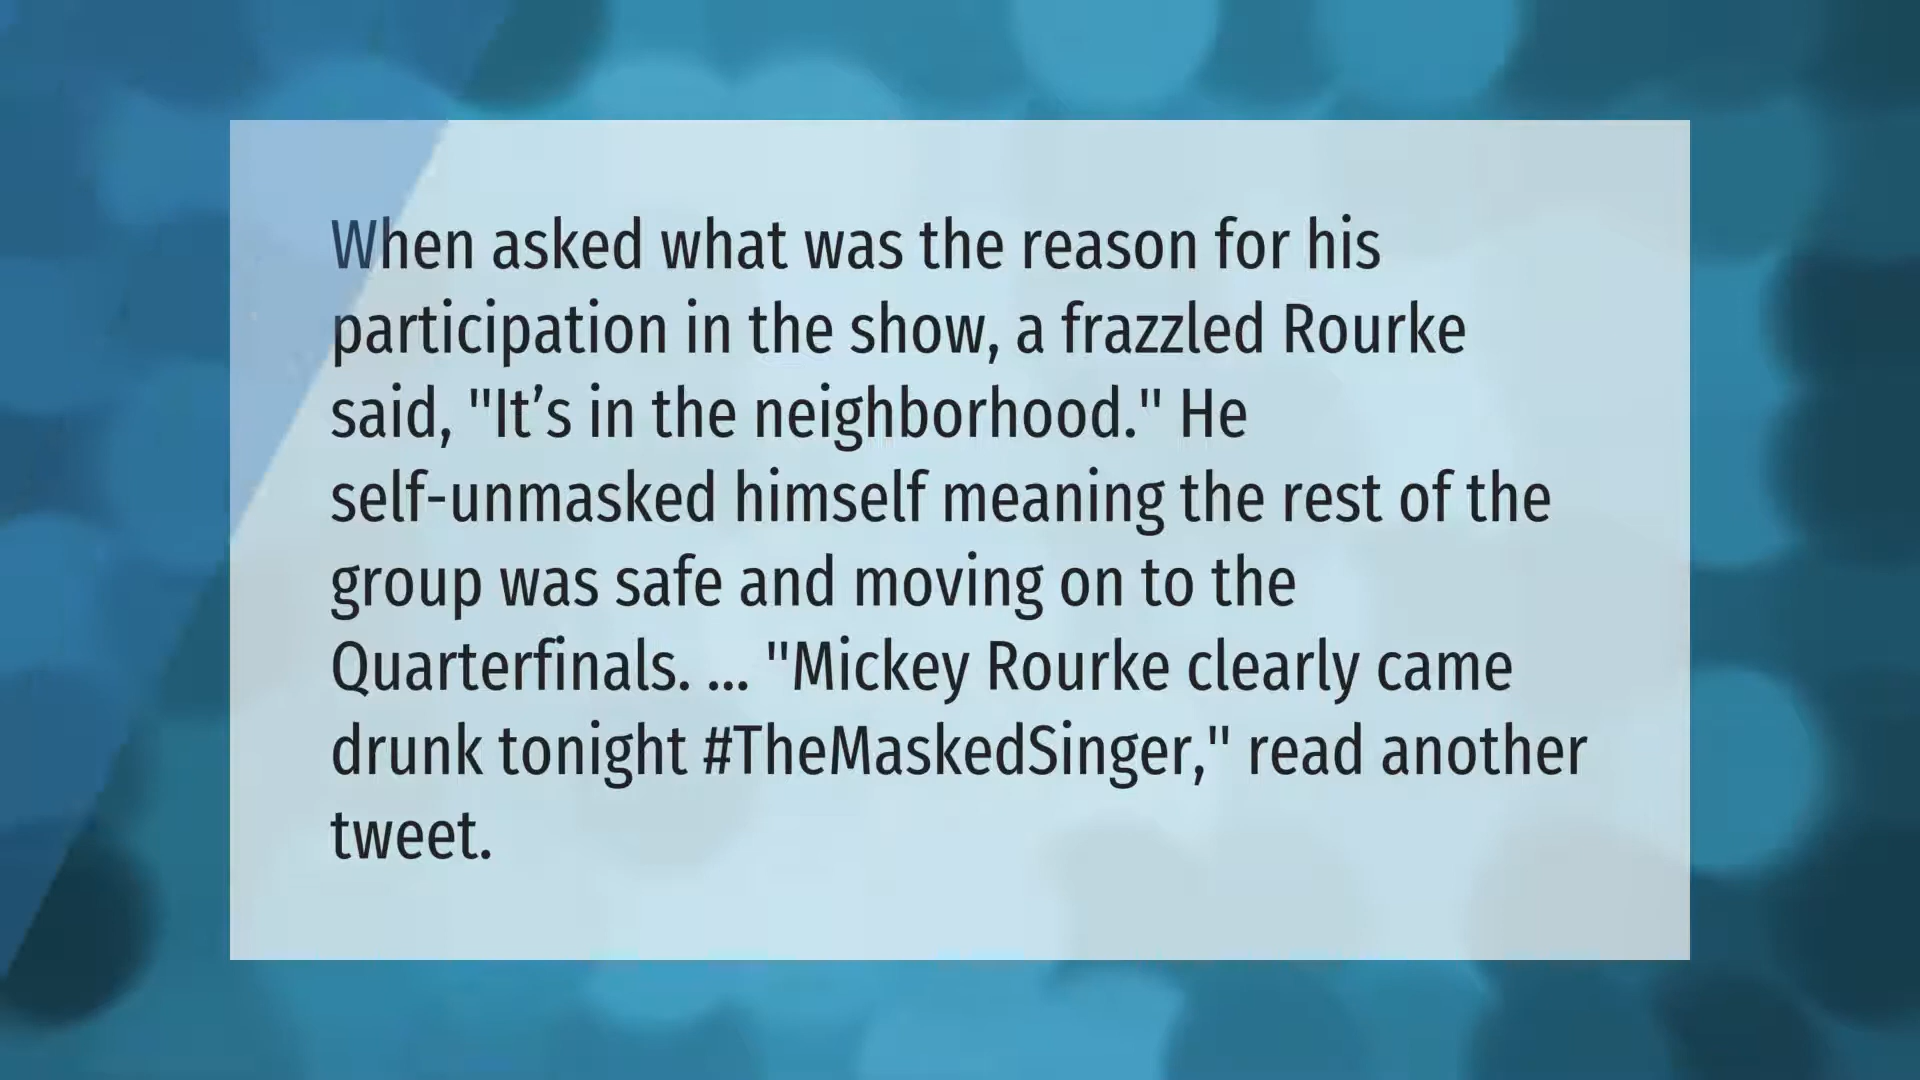 When asked what was the reason for his
participation in the show, a frazzled Rourke
said, "It’s in the neighborhood." He
self-unmasked himself meaning the rest of the
group was safe and moving on to the
Quarterfinals. ... "Mickey Rourke clearly came
drunk tonight #TheMaskedSinger," read another
tweet.